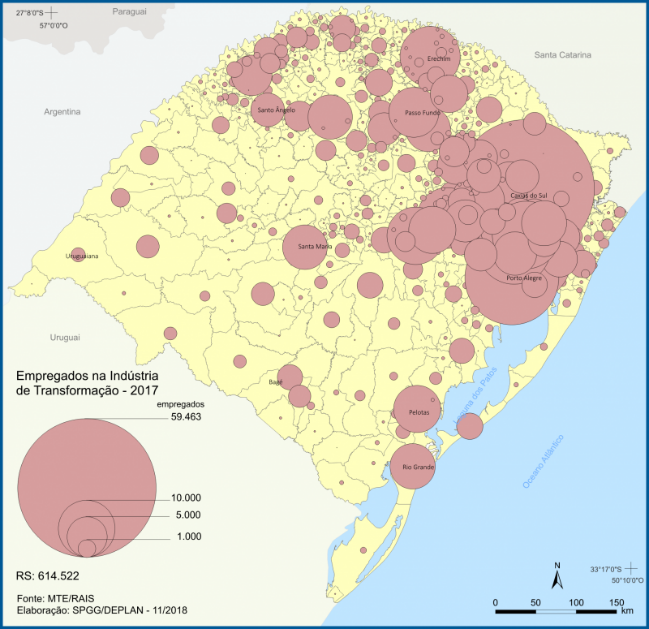 27°8'0"S
57°0'0"O
Paraguai
Santa Catarina
Argentina
Erechim
Santo Ângelo
Passo Fundo
Caxias do Sul
Santa Maria
Uruguaiana
Porto Alegre
Uruguai
Bagé
Pelotas
Laguna dos Patos
Rio Grande
Oceano Atlântico
Empregados na Indústria
de Transformação - 2017
empregados
59.463
10.000
5.000
1.000
RS: 614.522
Fonte: MTE/RAIS
Elaboração: SPGG/DEPLAN - 11/2018
33°17'0"S
50°10'0"O
N
0 50 100 150
km